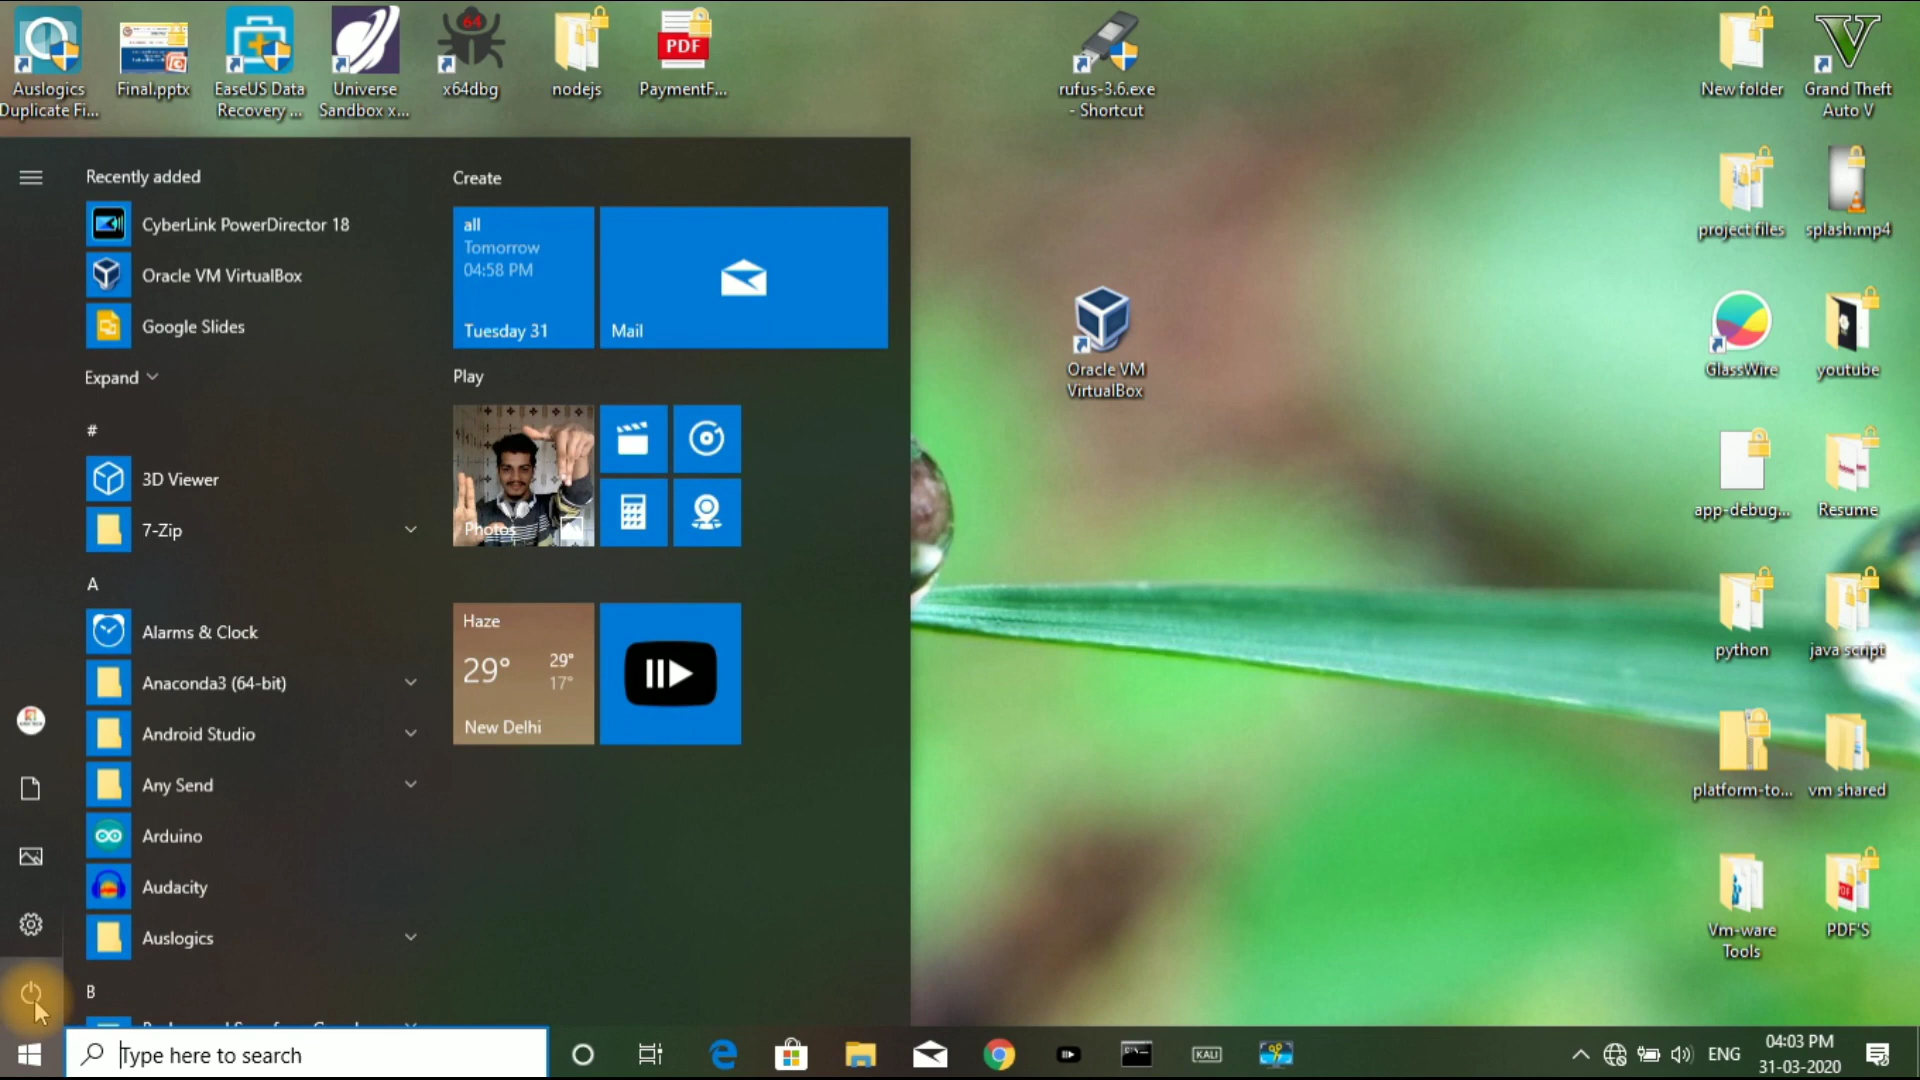 Auslogics
Duplicate Fi...
Final.pptx
EaseUS Data
Recovery ...
Universe
Sandbox x...
64
x64dbg
nodejs
PDF
PaymentF...
rufus-3.6.exe
- Shortcut
New folder
Grand Theft
Auto V
Recently added
CyberLink PowerDirector 18
Oracle VM VirtualBox
Google Slides
Expand
#
3D Viewer
7-Zip
A
Alarms & Clock
Anaconda3 (64-bit)
Android Studio
Any Send
Arduino
Audacity
Auslogics
B
Create
all
Tomorrow
04:58 PM
Tuesday 31
Mail
Play
Photos
Haze
29°
29°
17°
New Delhi
Oracle VM
VirtualBox
project files
splash.mp4
GlassWire
youtube
app-debug...
Resume
python
java script
platform-to...
vm shared
Vm-ware
Tools
PDF
PDF'S
Type here to search
KALI
ENG
04:03 PM
31-03-2020